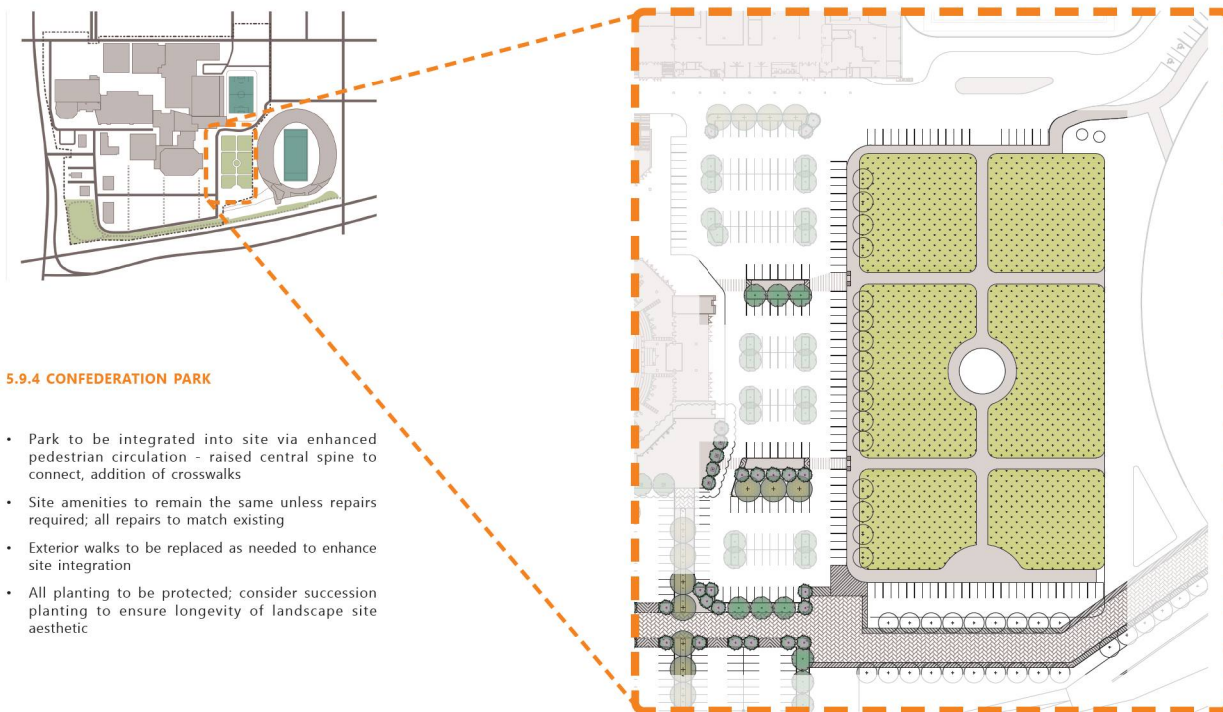 5.9.4 CONFEDERATION PARK
• Park to be integrated into site via enhanced
pedestrian circulation - raised central spine to
connect, addition of crosswalks
• Site amenities to remain the same unless repairs
required; all repairs to match existing
• Exterior walks to be replaced as needed to enhance
site integration
• All planting to be protected; consider succession
planting to ensure longevity of landscape site
aesthetic